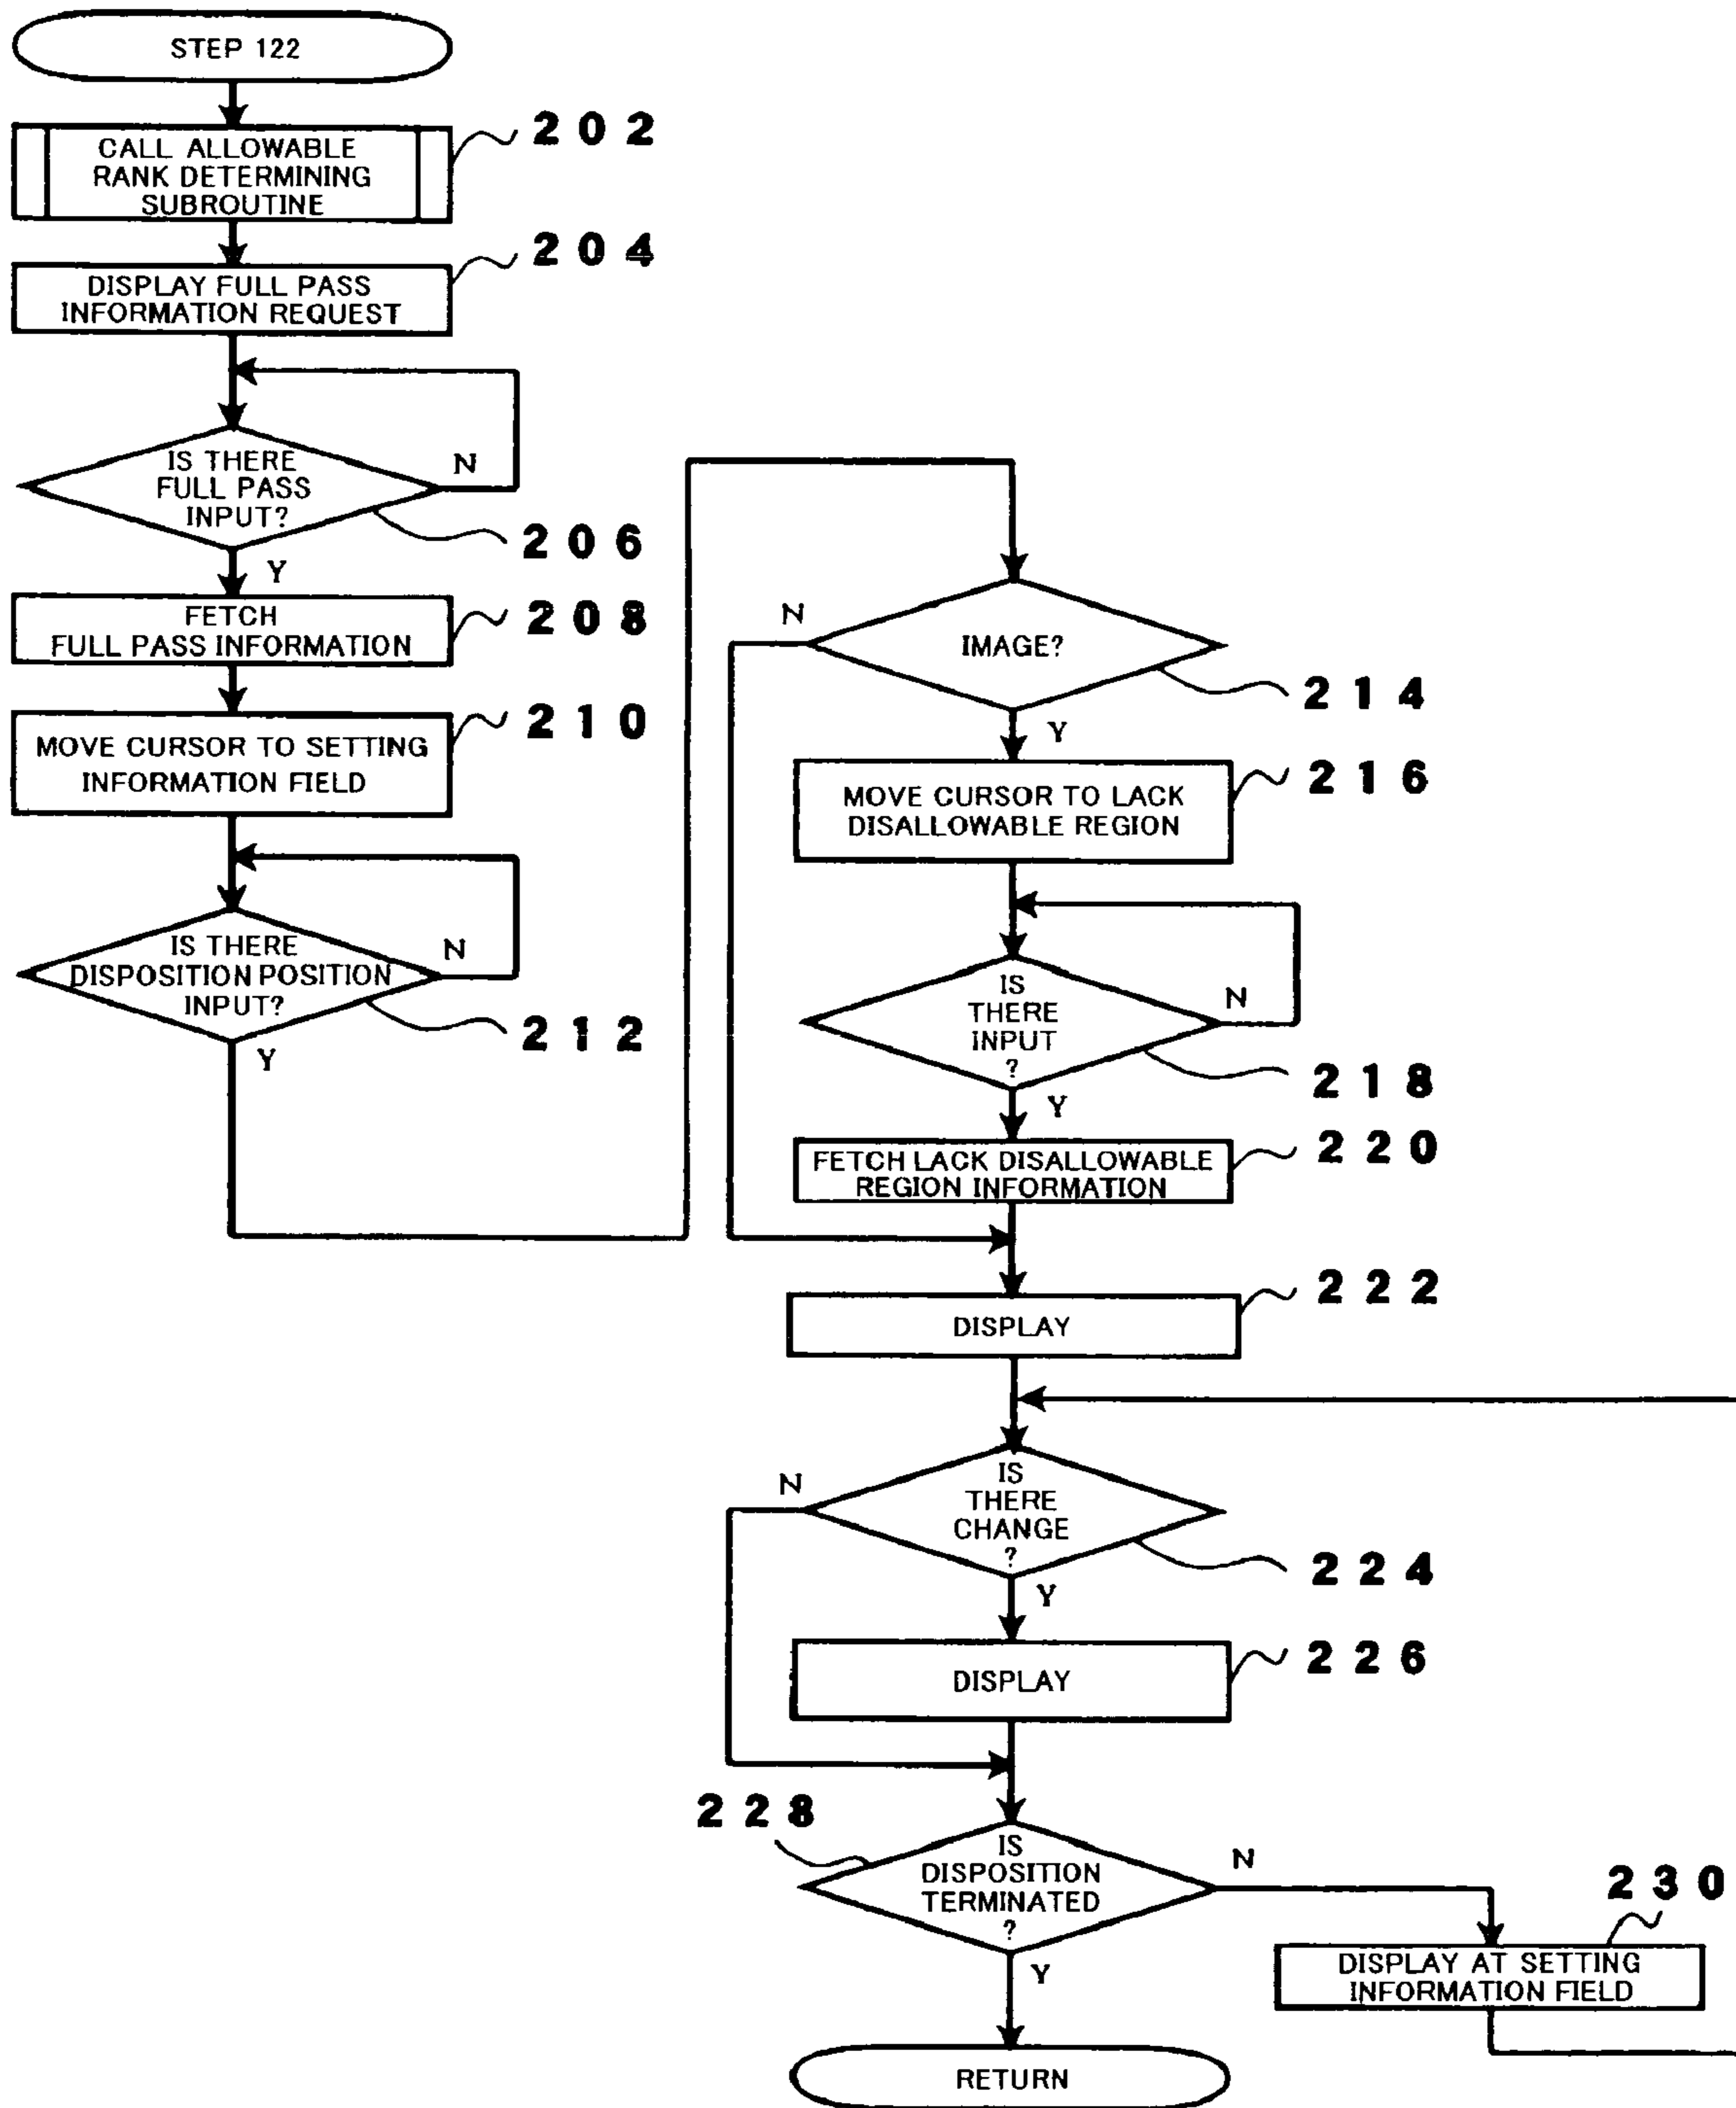 STEP 122
CALL ALLOWABLE
RANK DETERMINING
SUBROUTINE
202
DISPLAY FULL PASS
INFORMATION REQUEST
204
IS THERE
FULL PASS
INPUT?
N
206
Y
FETCH
FULL PASS INFORMATION
208
MOVE CURSOR TO SETTING
INFORMATION FIELD
210
IS THERE
DISPOSITION POSITION
INPUT?
N
212
Y
IMAGE?
N
214
Y
MOVE CURSOR TO LACK
DISALLOWABLE REGION
216
IS
THERE
INPUT
?
N
218
Y
FETCH LACK DISALLOWABLE
REGION INFORMATION
220
DISPLAY
222
IS
THERE
CHANGE
?
N
224
Y
DISPLAY
226
228
IS
DISPOSITION
TERMINATED
?
N
Y
230
DISPLAY AT SETTING
INFORMATION FIELD
RETURN